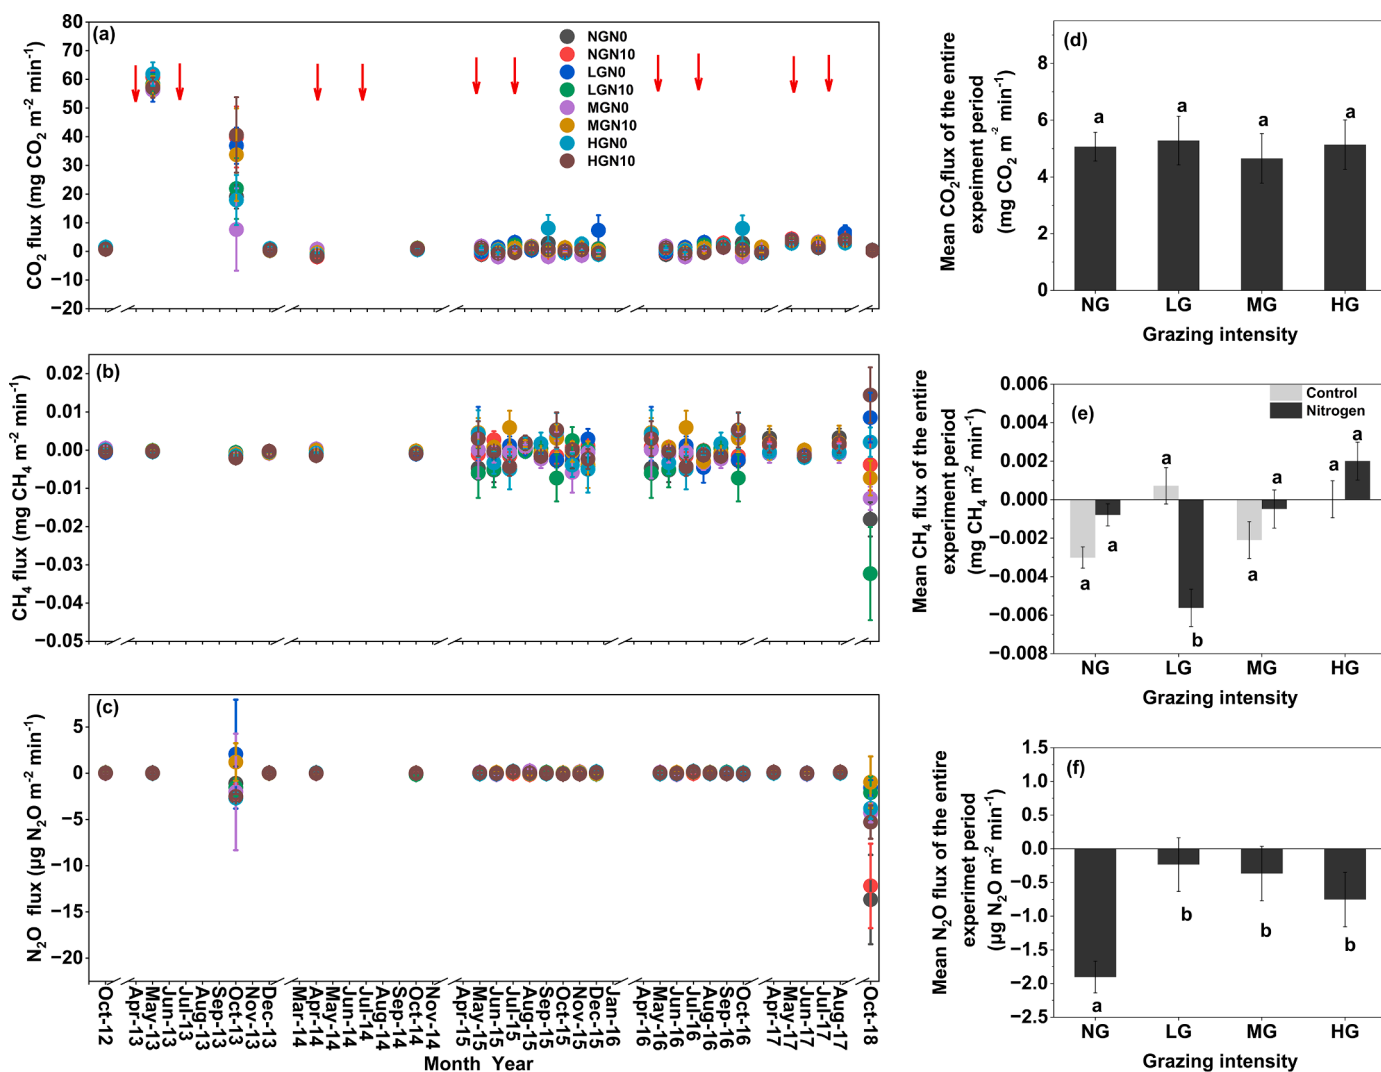 (a)
80
70
60
50
40
30
20
10
0
−10
−20
CO2 flux (mg CO2 m-2 min-1)
NGN0
NGN10
LGN0
LGN10
MGN0
MGN10
HGN0
HGN10
(b)
0.02
0.01
0.00
−0.01
−0.02
−0.03
−0.04
−0.05
CH4 flux (mg CH4 m-2 min-1)
(c)
5
0
−5
−10
−15
−20
N2O flux (µg N2O m-2 min-1)
Oct-12
Apr-13
May-13
Jun-13
Jul-13
Aug-13
Sep-13
Oct-13
Nov-13
Dec-13
Mar-14
Apr-14
May-14
Jun-14
Jul-14
Aug-14
Sep-14
Oct-14
Nov-14
Apr-15
May-15
Jun-15
Jul-15
Aug-15
Sep-15
Oct-15
Nov-15
Dec-15
Jan-16
Apr-16
May-16
Jun-16
Jul-16
Aug-16
Sep-16
Oct-16
Apr-17
May-17
Jun-17
Jul-17
Aug-17
Oct-18
Month Year
(d)
8
6
4
2
0
Mean CO2flux of the entire
expeiment period
(mg CO2 m-2 min-1)
a
a
a
a
NG
LG
MG
HG
Grazing intensity
(e)
Control
Nitrogen
0.006
0.004
0.002
0.000
−0.002
−0.004
−0.006
−0.008
Mean CH4 flux of the entire
experiment period
(mg CH4 m-2 min-1)
a
a
a
b
a
a
a
a
NG
LG
MG
HG
Grazing intensity
(f)
1.5
1.0
0.5
0.0
−0.5
−1.0
−1.5
−2.0
−2.5
Mean N2O flux of the entire
experimet period
(µg N2O m-2 min-1)
a
b
b
b
NG
LG
MG
HG
Grazing intensity